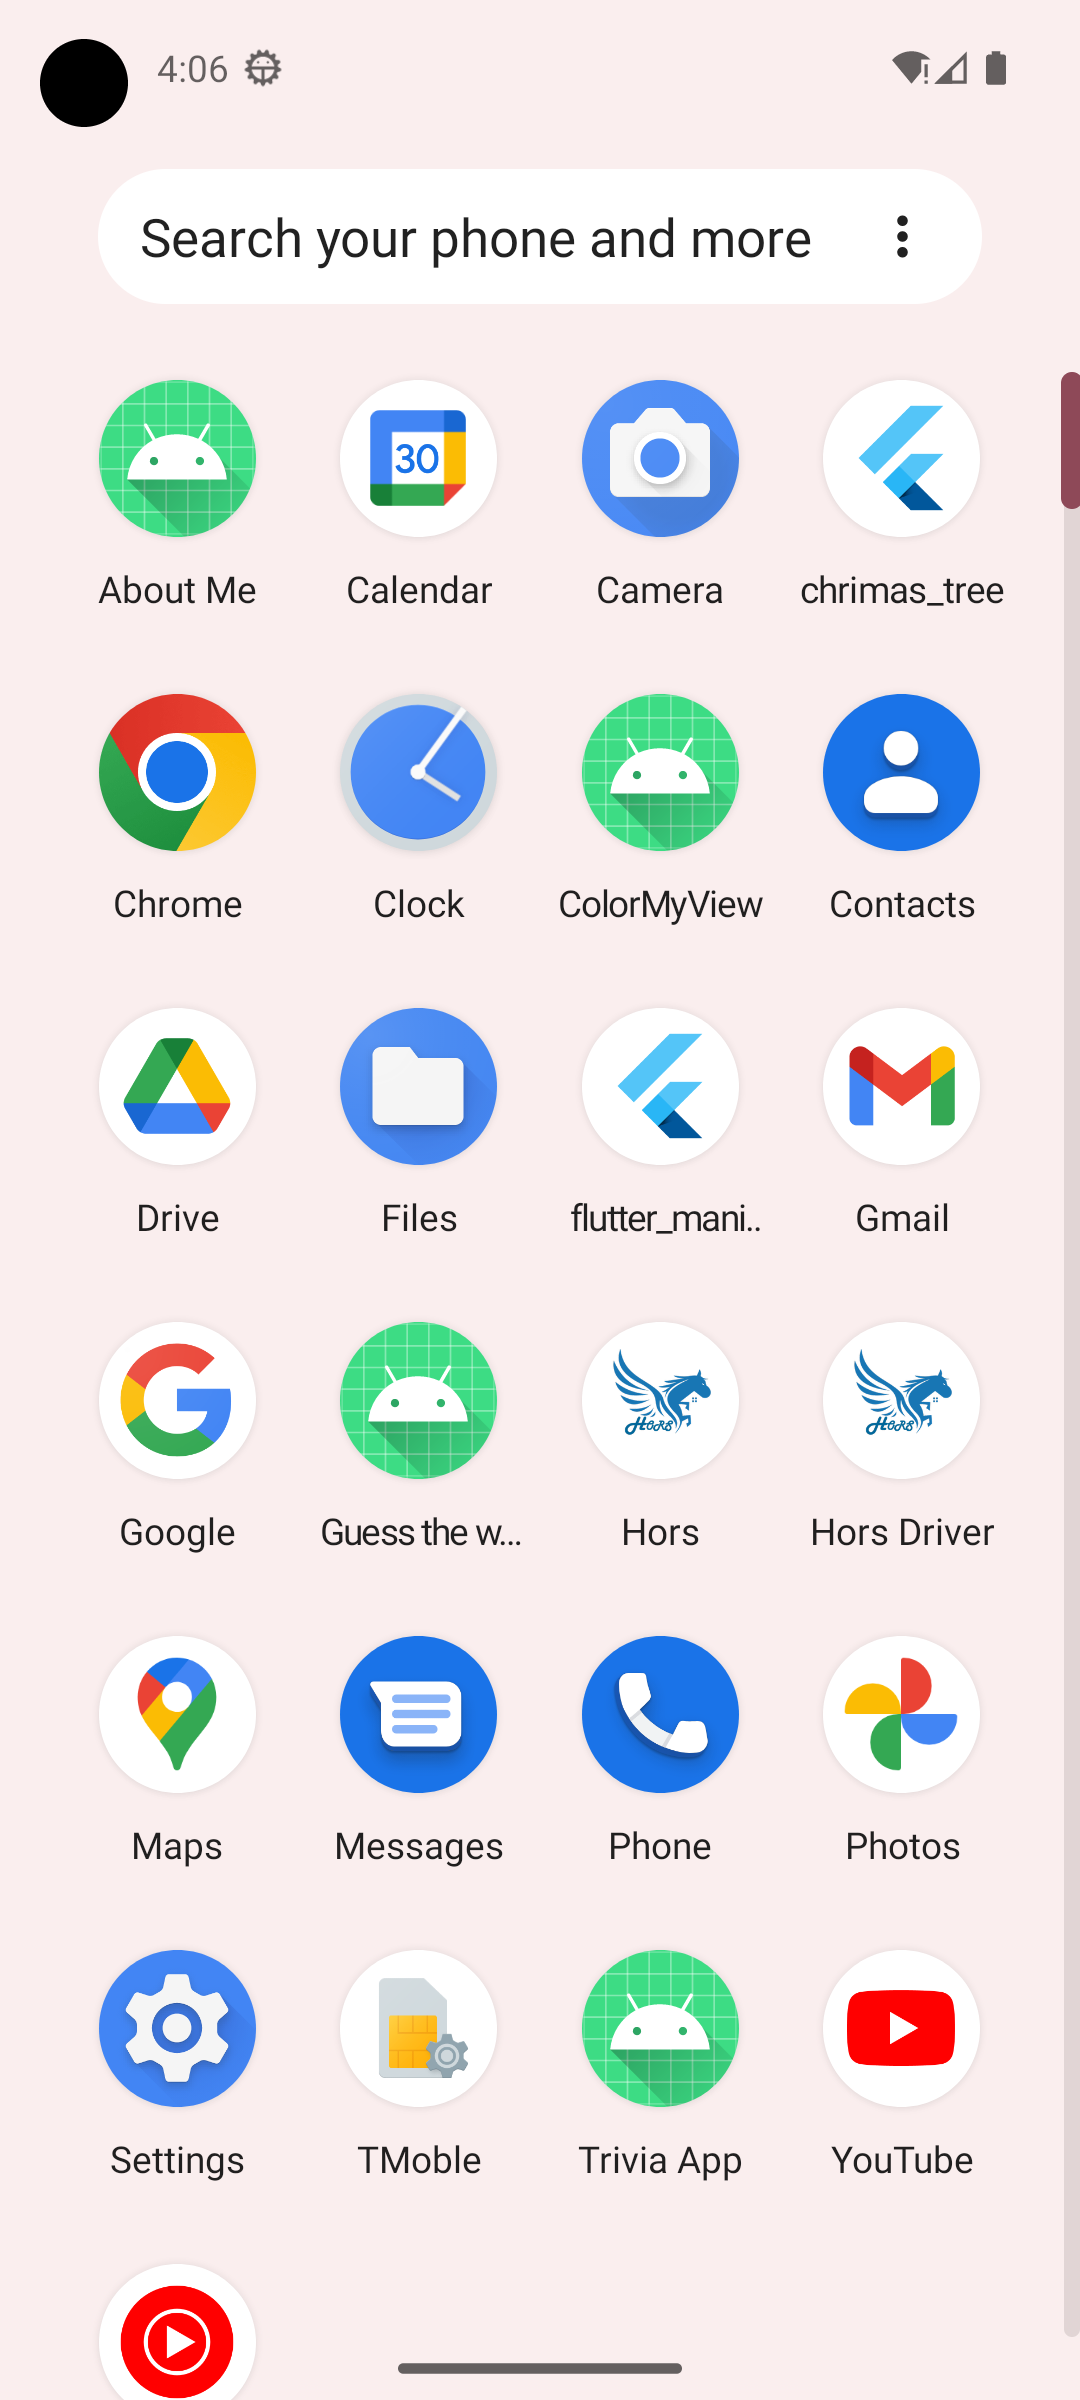 4:06
Search your phone and more
30
About Me
Calendar
Camera
chrimas_tree
Chrome
Clock
ColorMyView
Contacts
Drive
Files
flutter_mani..
Gmail
HORS
HORS
Google
Guess the w...
Hors
Hors Driver
Maps
Messages
Phone
Photos
Settings
TMoble
Trivia App
YouTube